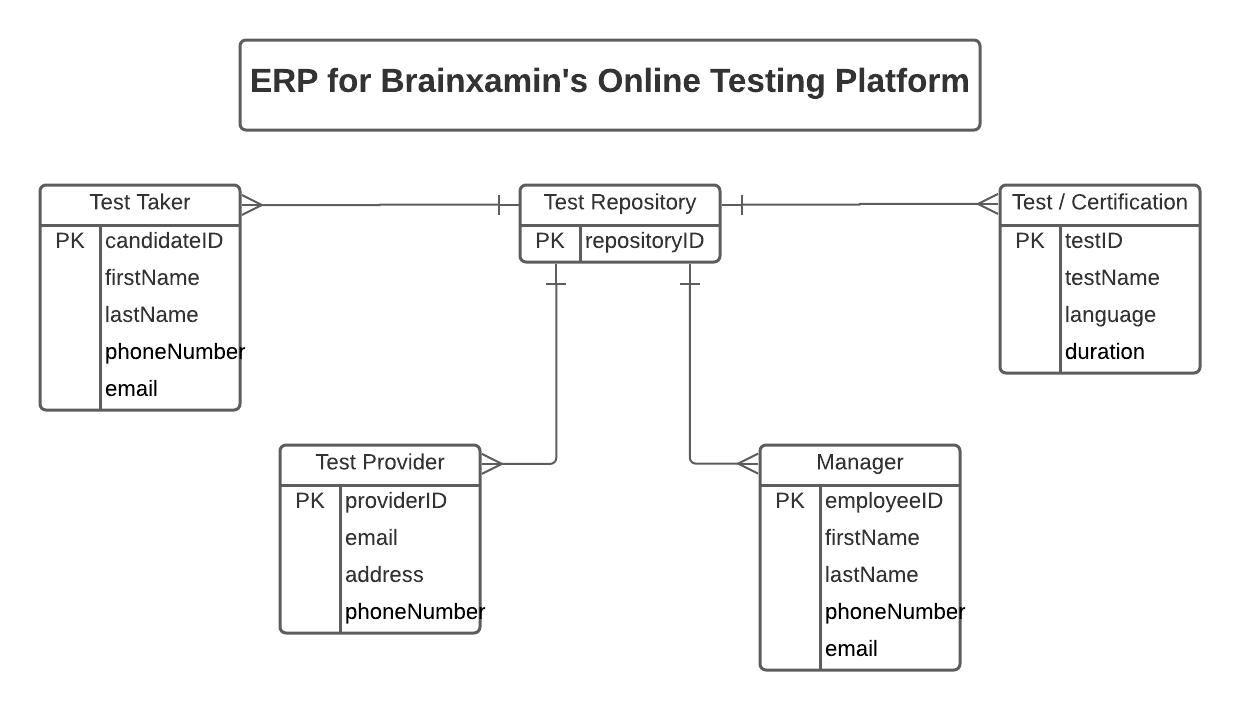 ERP for Brainxamin's Online Testing Platform
Test Taker
PK candidateID
firstName
lastName
phoneNumber
email
Test Repository
PK repositoryID
Test / Certification
PK testID
testName
language
duration
Test Provider
PK providerID
email
address
phoneNumber
Manager
PK employeeID
firstName
lastName
phoneNumber
email